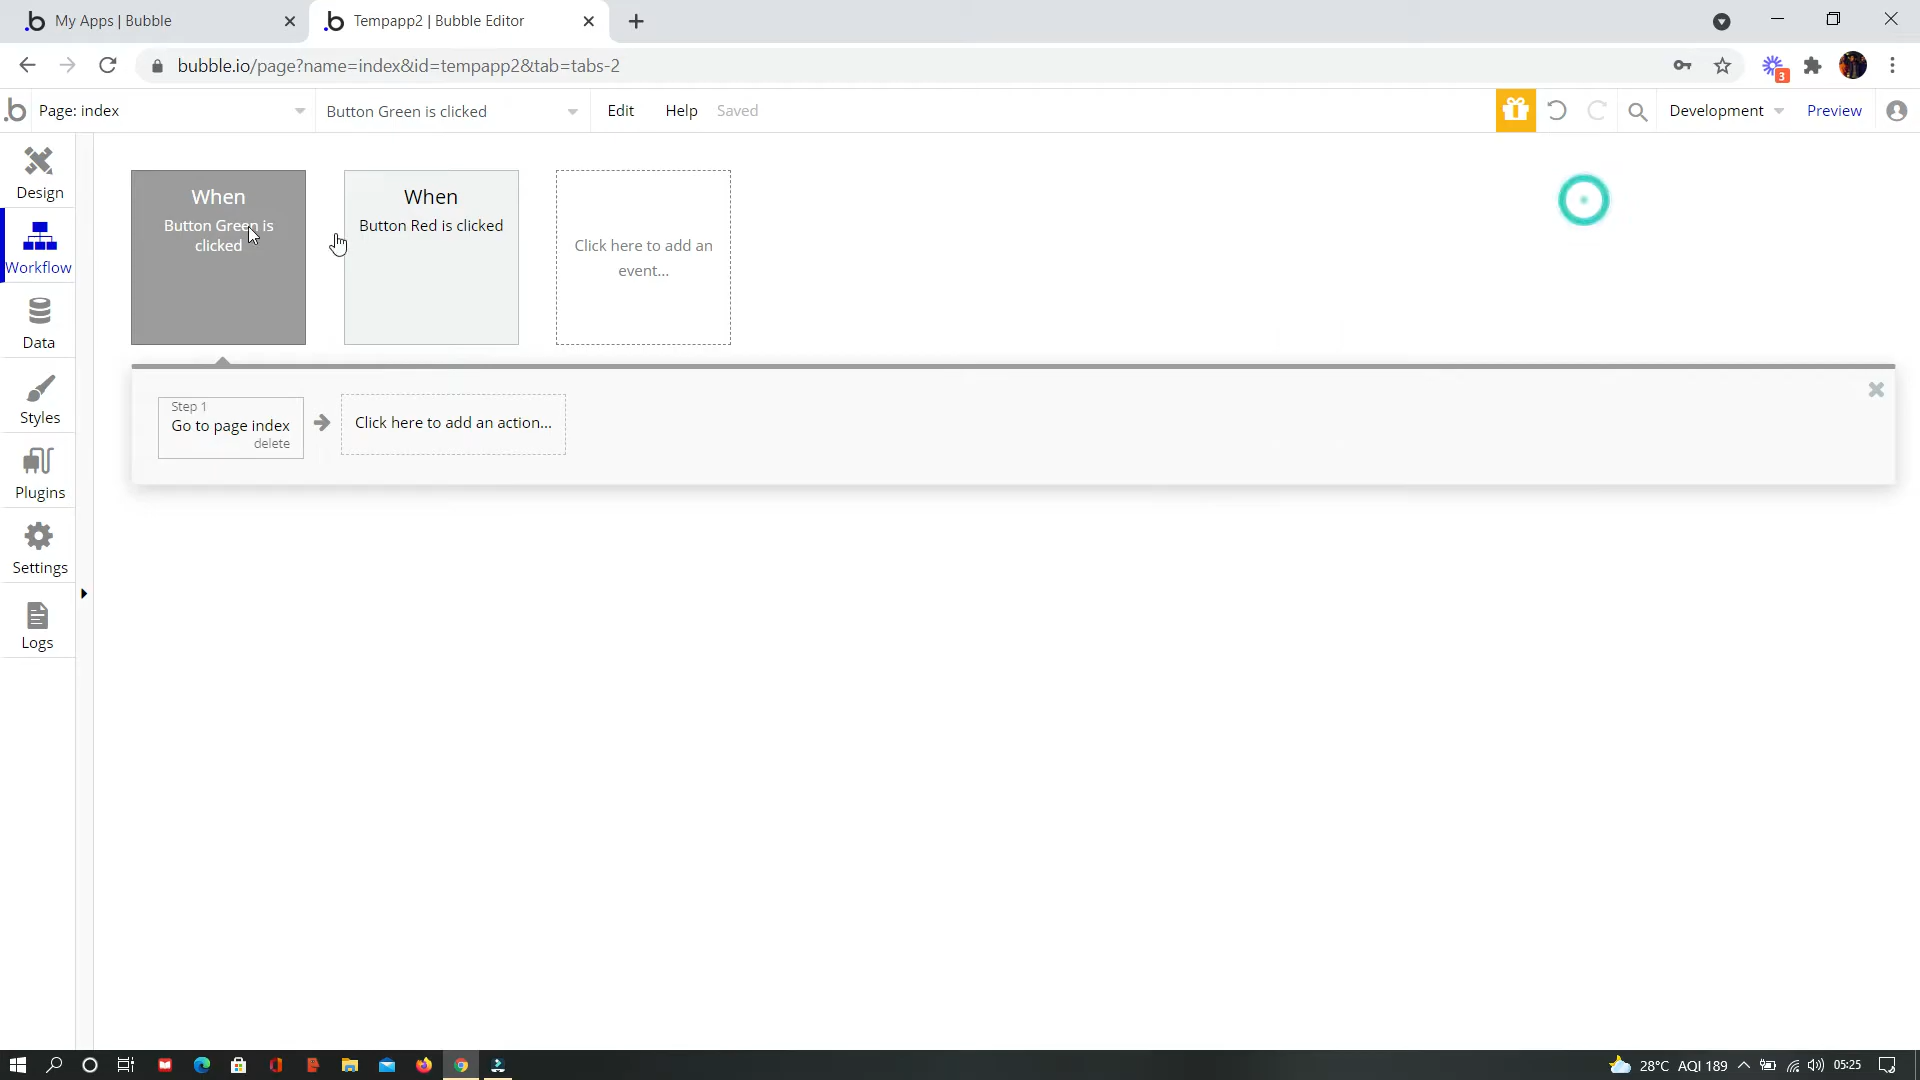 My Apps | Bubble
Tempapp2 | Bubble Editor
bubble.io/page?name=index&id=tempapp2&tab=tabs-2
3
Page: index
Button Green is clicked
Edit
Help
Saved
Development
Preview
Design
Workflow
Data
Styles
Plugins
Settings
Logs
When
Button Green is
clicked
When
Button Red is clicked
Click here to add an
event...
Step 1
Go to page index
delete
Click here to add an action...
28°C
AQI 189
05:25